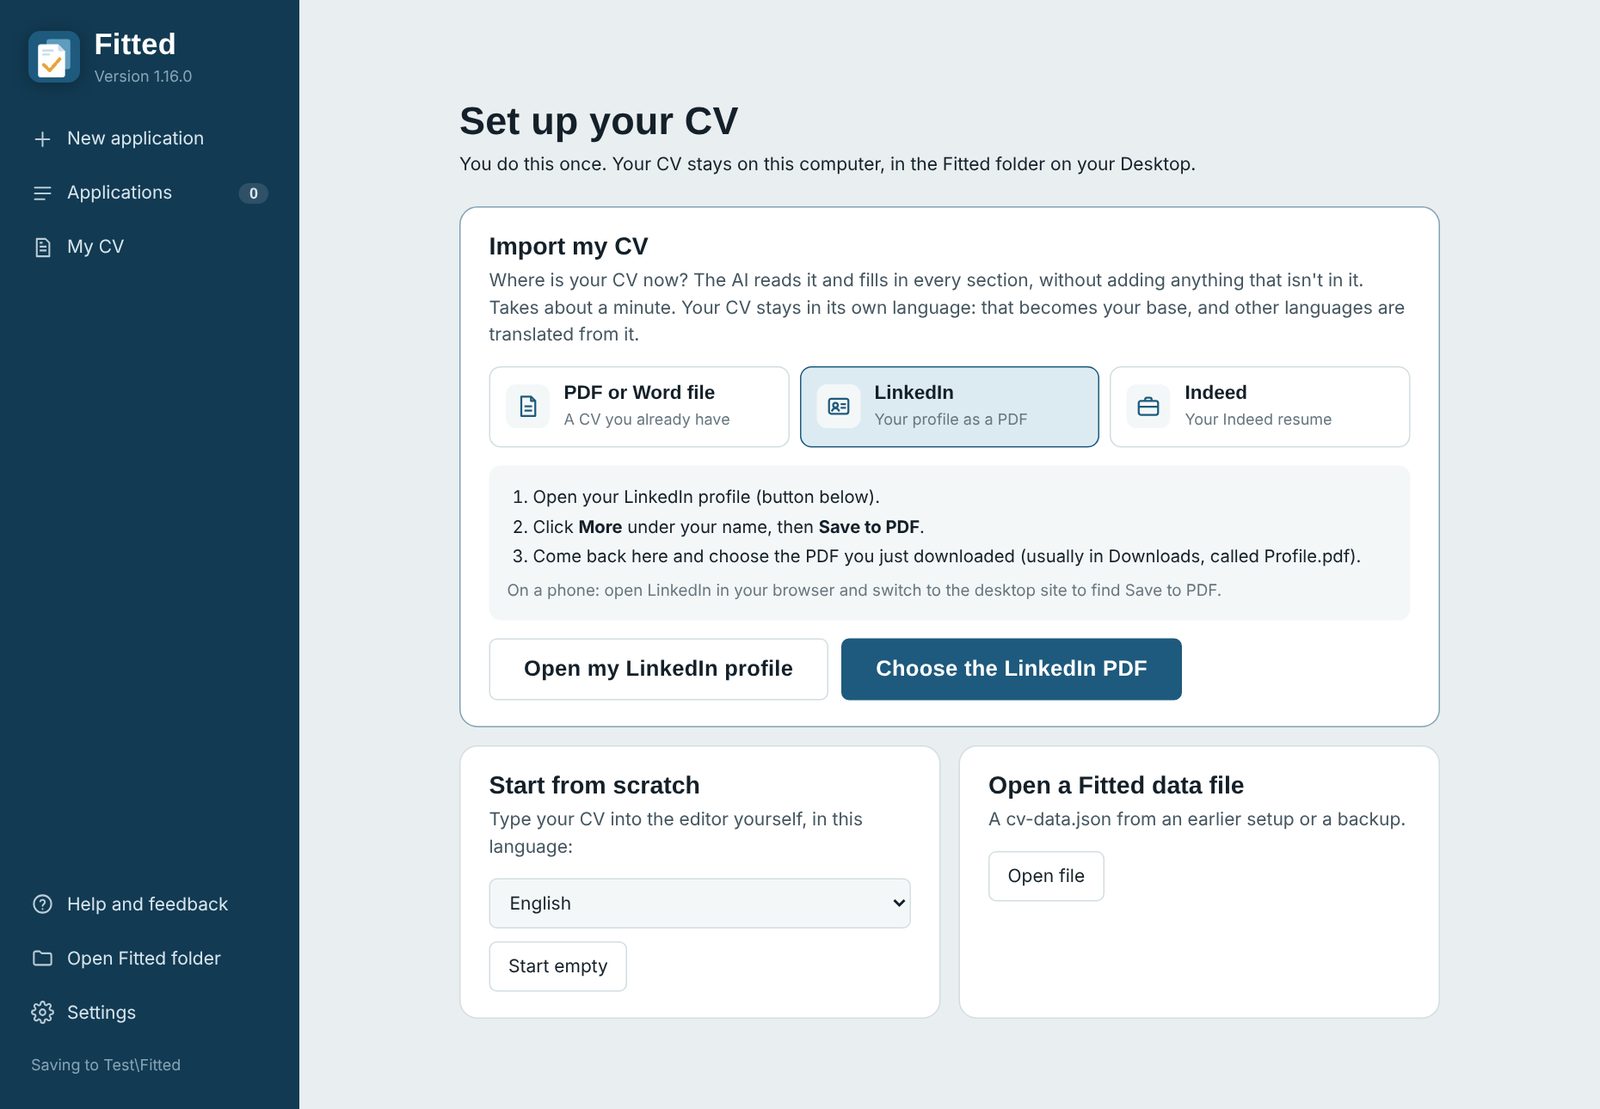 Fitted
Version 1.16.0
New application
Applications 0
My CV
Help and feedback
Open Fitted folder
Settings
Saving to Test\Fitted
Set up your CV
You do this once. Your CV stays on this computer, in the Fitted folder on your Desktop.
Import my CV
Where is your CV now? The AI reads it and fills in every section, without adding anything that isn't in it.
Takes about a minute. Your CV stays in its own language: that becomes your base, and other languages are
translated from it.
PDF or Word file
A CV you already have
LinkedIn
Your profile as a PDF
Indeed
Your Indeed resume
1. Open your LinkedIn profile (button below).
2. Click More under your name, then Save to PDF.
3. Come back here and choose the PDF you just downloaded (usually in Downloads, called Profile.pdf).
On a phone: open LinkedIn in your browser and switch to the desktop site to find Save to PDF.
Open my LinkedIn profile
Choose the LinkedIn PDF
Start from scratch
Type your CV into the editor yourself, in this
language:
English
Start empty
Open a Fitted data file
A cv-data.json from an earlier setup or a backup.
Open file